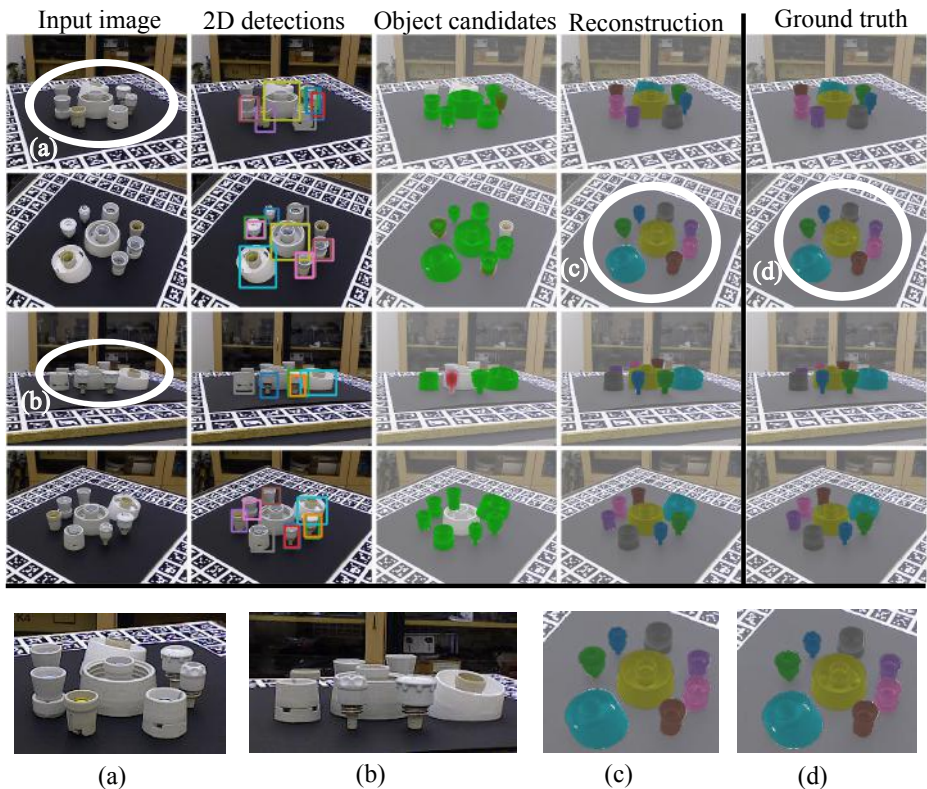 Input image 2D detections Object candidates Reconstruction Ground truth
(a)
(c) (d)
(b)
(a) (b) (c) (d)